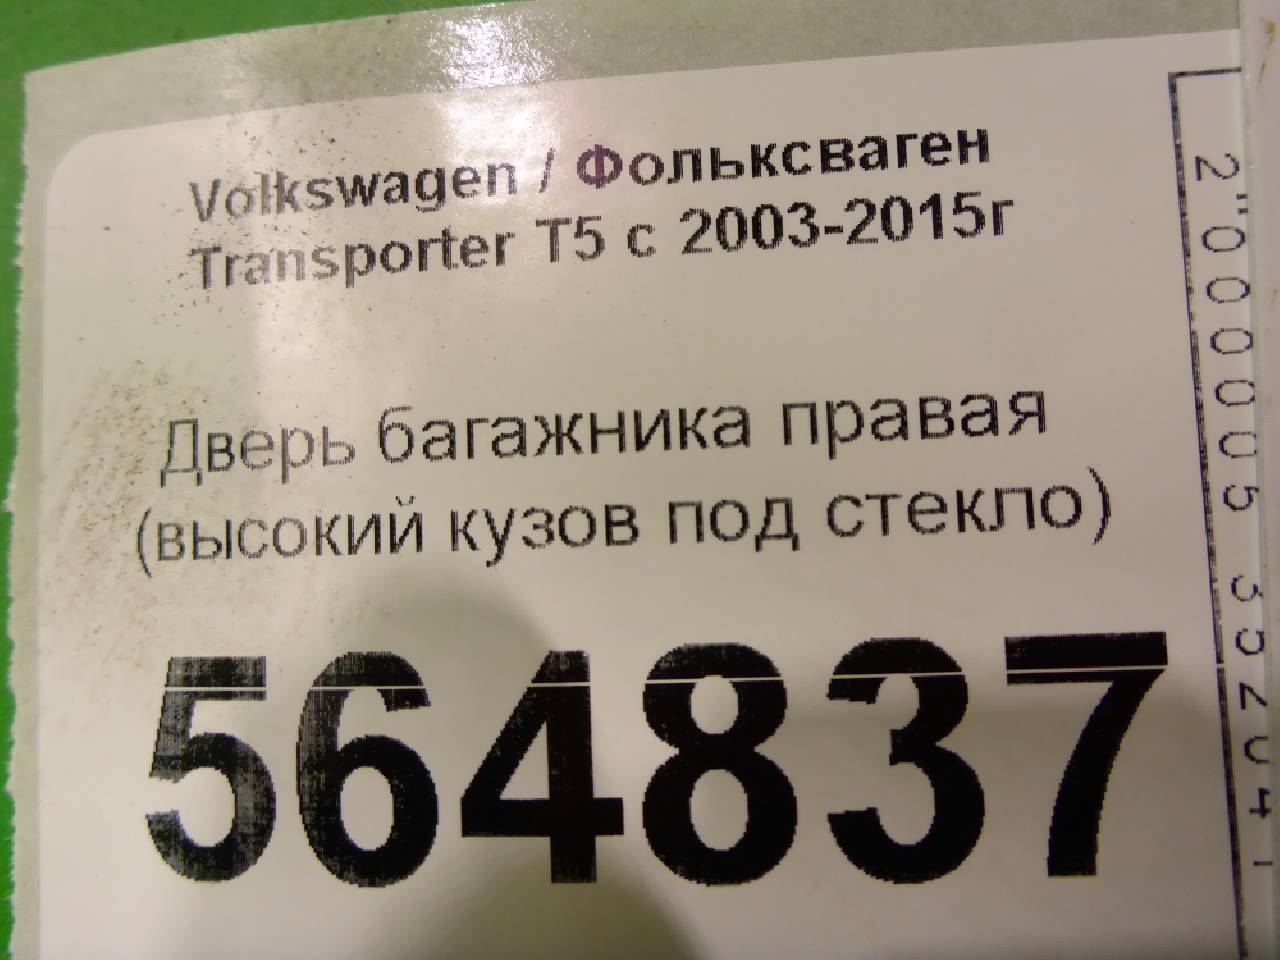 Volkswagen / Фольксваген
Transporter T5 с 2003-2015г
Дверь багажника правая
(высокий кузов под стекло)
564837